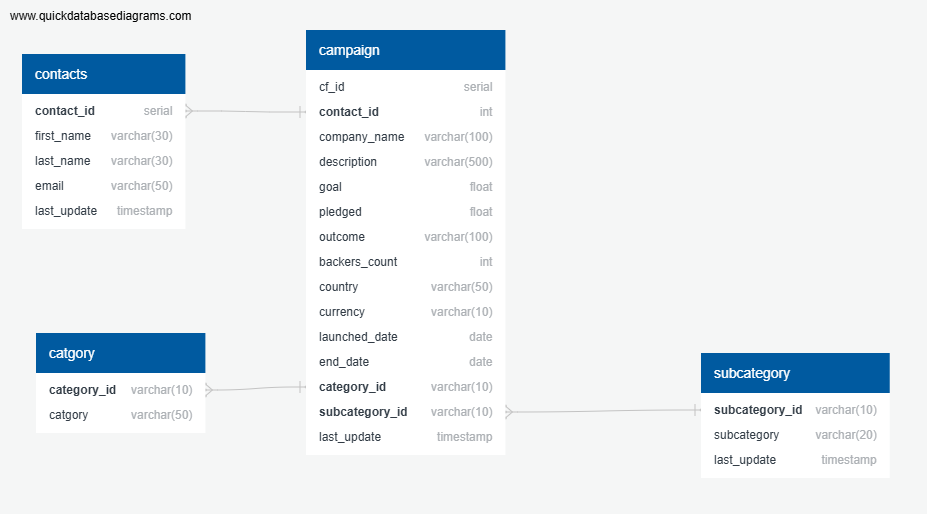 www.quickdatabasediagrams.com
contacts
contact_id serial
first_name varchar(30)
last_name varchar(30)
email varchar(50)
last_update timestamp
campaign
cf_id serial
contact_id int
company_name varchar(100)
description varchar(500)
goal float
pledged float
outcome varchar(100)
backers_count int
country varchar(50)
currency varchar(10)
launched_date date
end_date date
category_id varchar(10)
subcategory_id varchar(10)
last_update timestamp
catgory
category_id varchar(10)
catgory varchar(50)
subcategory
subcategory_id varchar(10)
subcategory varchar(20)
last_update timestamp